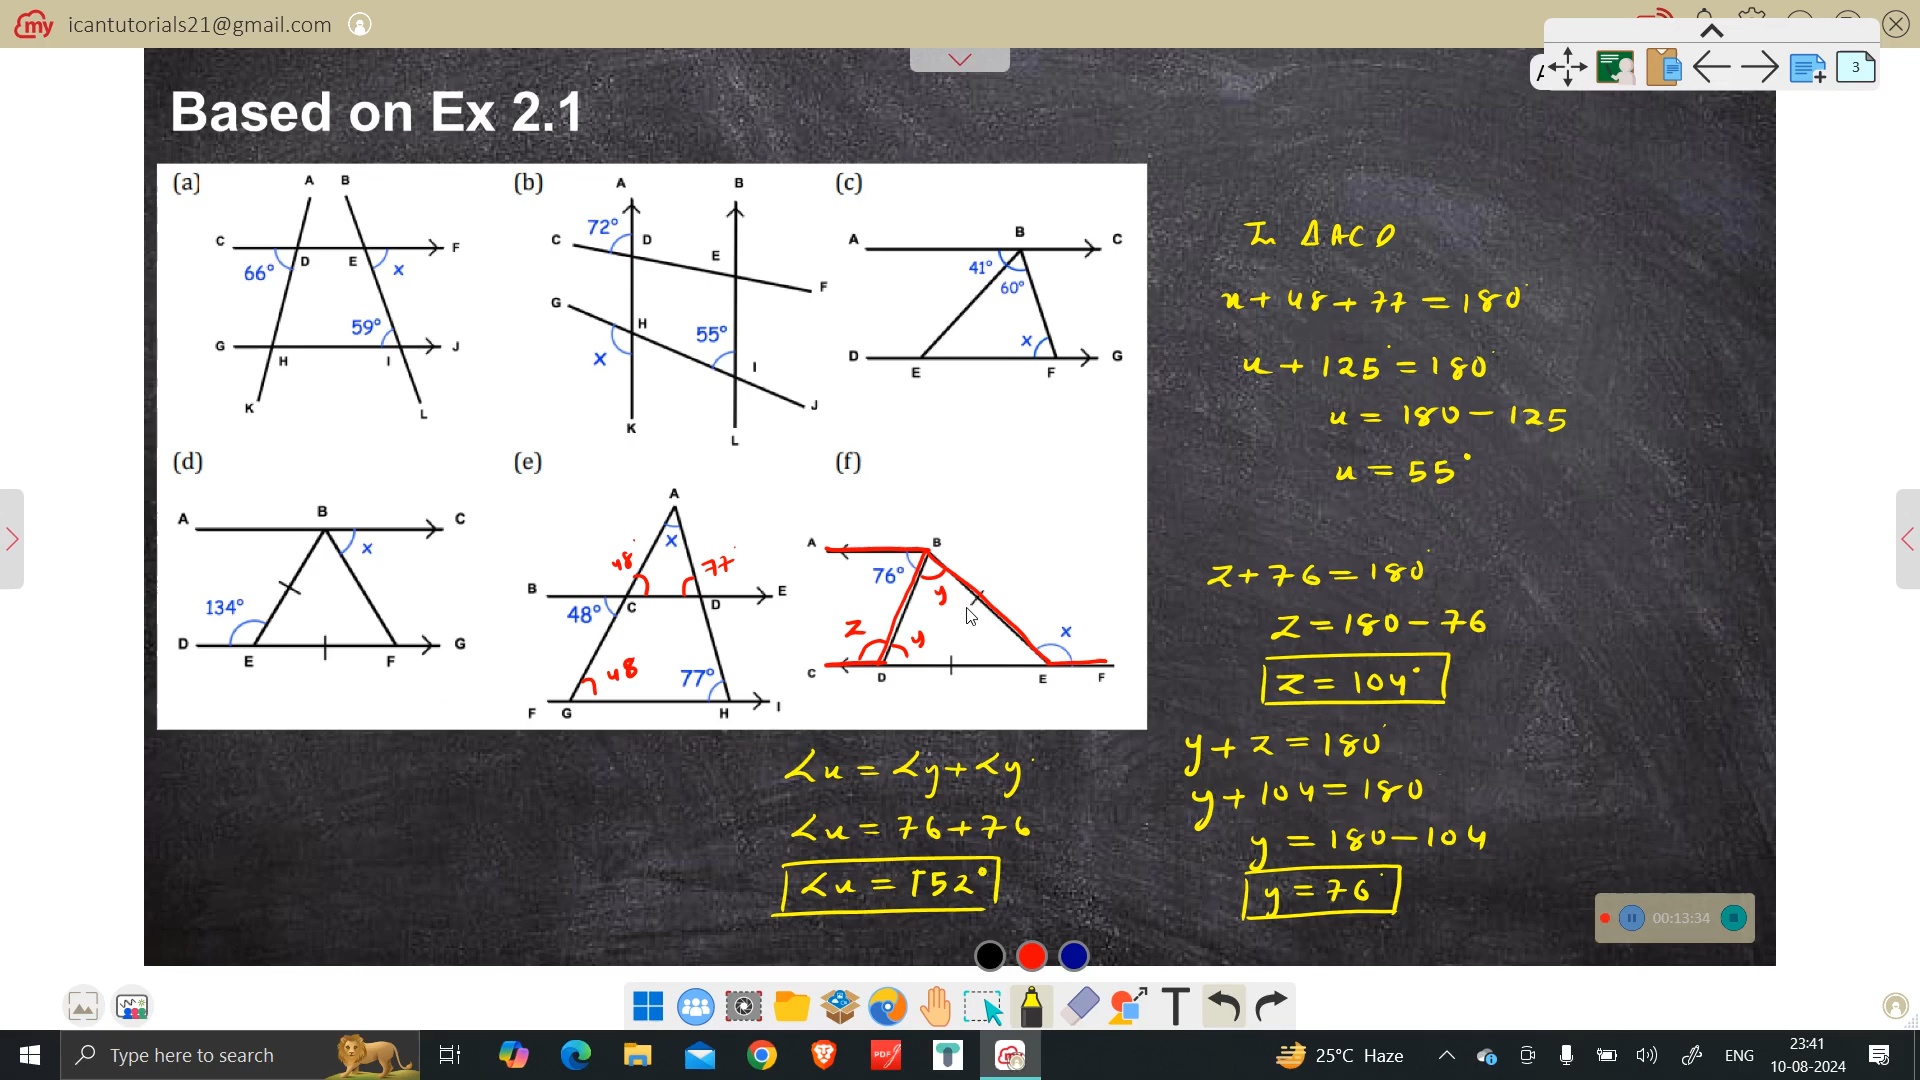 my icantutorials21@gmail.com
3
Based on Ex 2.1
(a)
A B
C F
D E
66° x
59°
G J
H I
K L
(b)
A B
72°
C D
E
F
G
H 55°
x
I
J
K
L
(c)
B
A C
41°
60°
x
D G
E F
(d)
B
A C
x
134°
D G
E F
(e)
A
x
48° 77°
B E
C D
48°
48 77°
F G H I
(f)
A B
76°
y
z y x
C D E F
In ΔACD
x + 48 + 77 = 180°
x + 125° = 180°
x = 180 - 125
x = 55°
z + 76 = 180°
z = 180 - 76
z = 104°
y + z = 180°
y + 104 = 180
y = 180 - 104
y = 76°
∠x = ∠y + ∠y
∠x = 76 + 76
∠x = 152°
00:13:34
T
Type here to search
PDF
T
25°C Haze
ENG
23:41
10-08-2024